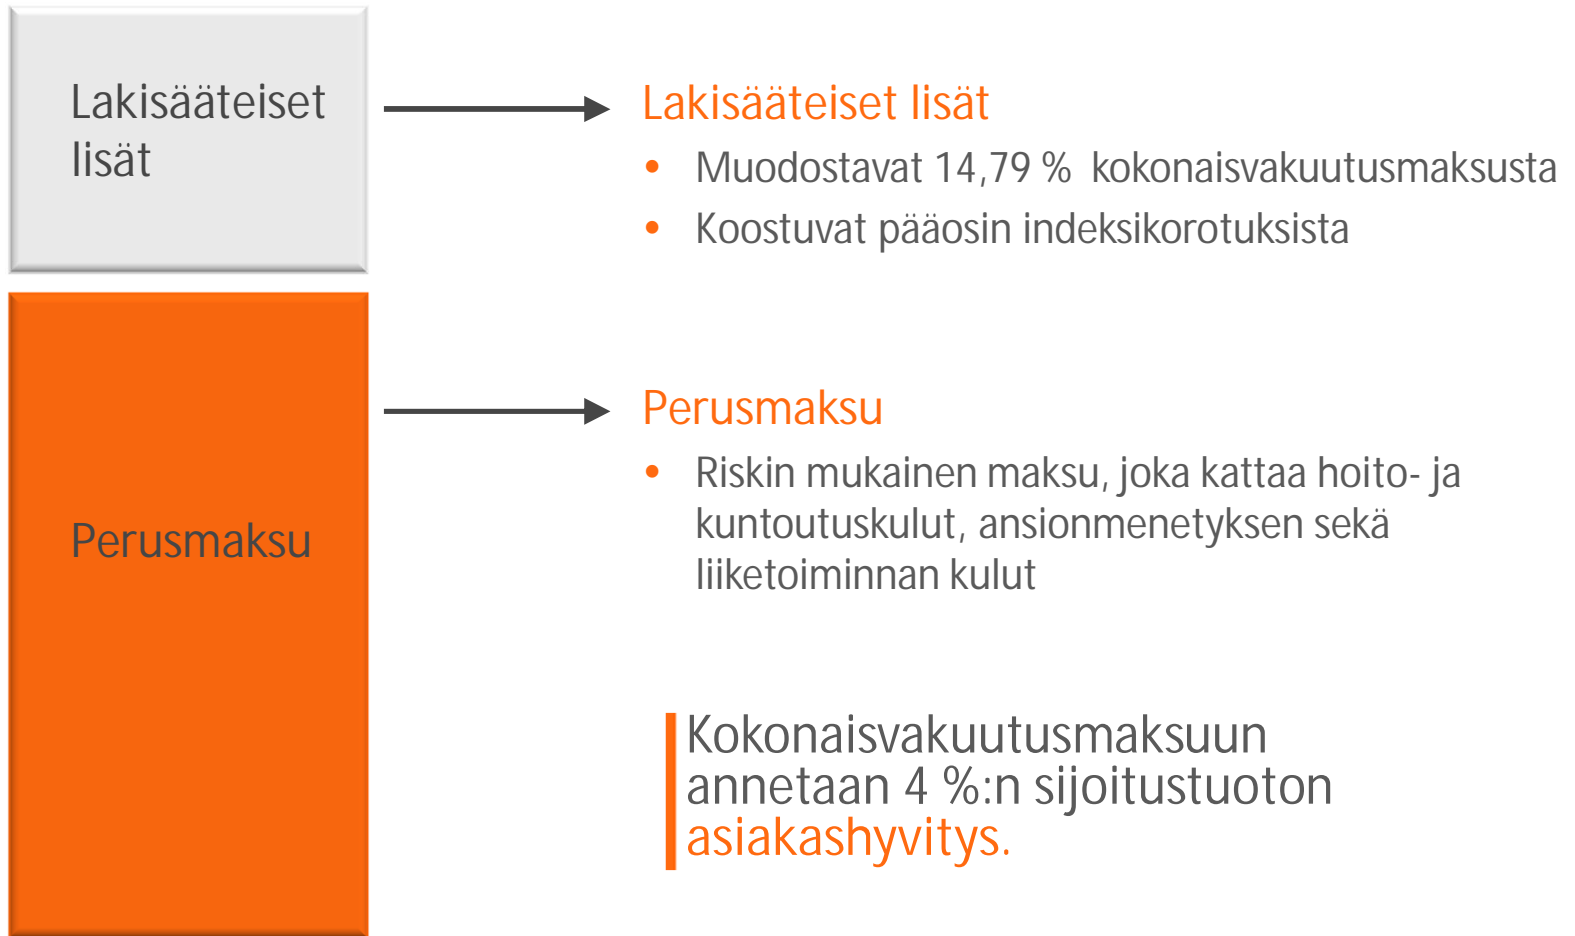 Lakisääteiset
lisät
Lakisääteiset lisät
• Muodostavat 14,79 % kokonaisvakuutusmaksusta
• Koostuvat pääosin indeksikorotuksista
Perusmaksu
Perusmaksu
• Riskin mukainen maksu, joka kattaa hoito- ja
kuntoutuskulut, ansionmenetyksen sekä
liiketoiminnan kulut
Kokonaisvakuutusmaksuun
annetaan 4 %:n sijoitustuoton
asiakashyvitys.